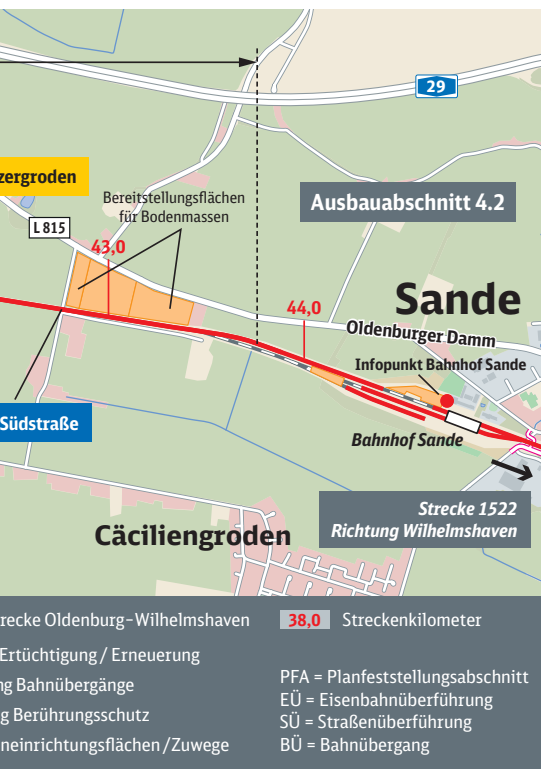 29
zergroden
Bereitstellungsflächen
für Bodenmassen
Ausbauabschnitt 4.2
L 815
43,0
44,0
Sande
Oldenburger Damm
Infopunkt Bahnhof Sande
Südstraße
Bahnhof Sande
Strecke 1522
Richtung Wilhelmshaven
Cäciliengroden
recke Oldenburg–Wilhelmshaven
38,0 Streckenkilometer
Ertüchtigung / Erneuerung
ng Bahnübergänge
g Berührungsschutz
neinrichtungsflächen / Zuwege
PFA = Planfeststellungsabschnitt
EÜ = Eisenbahnüberführung
SÜ = Straßenüberführung
BÜ = Bahnübergang